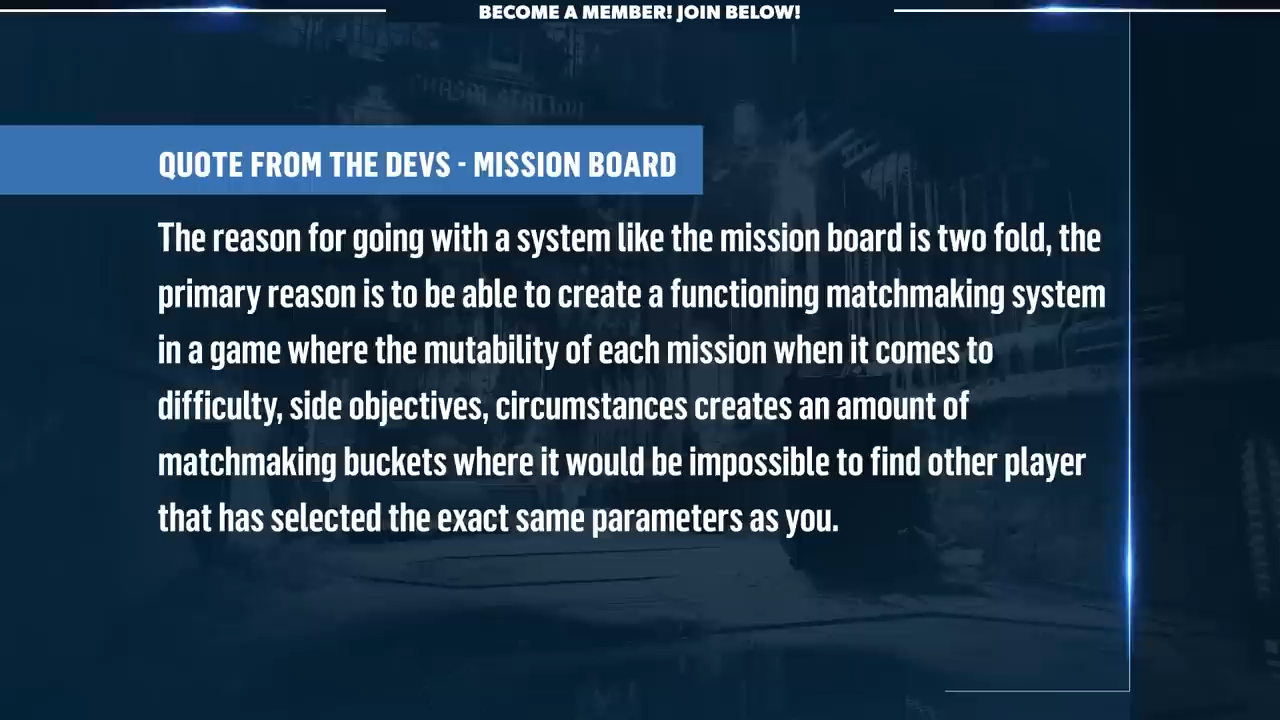 BECOME A MEMBER! JOIN BELOW!
CHASM STATION
QUOTE FROM THE DEVS - MISSION BOARD
The reason for going with a system like the mission board is two fold, the
primary reason is to be able to create a functioning matchmaking system
in a game where the mutability of each mission when it comes to
difficulty, side objectives, circumstances creates an amount of
matchmaking buckets where it would be impossible to find other player
that has selected the exact same parameters as you.